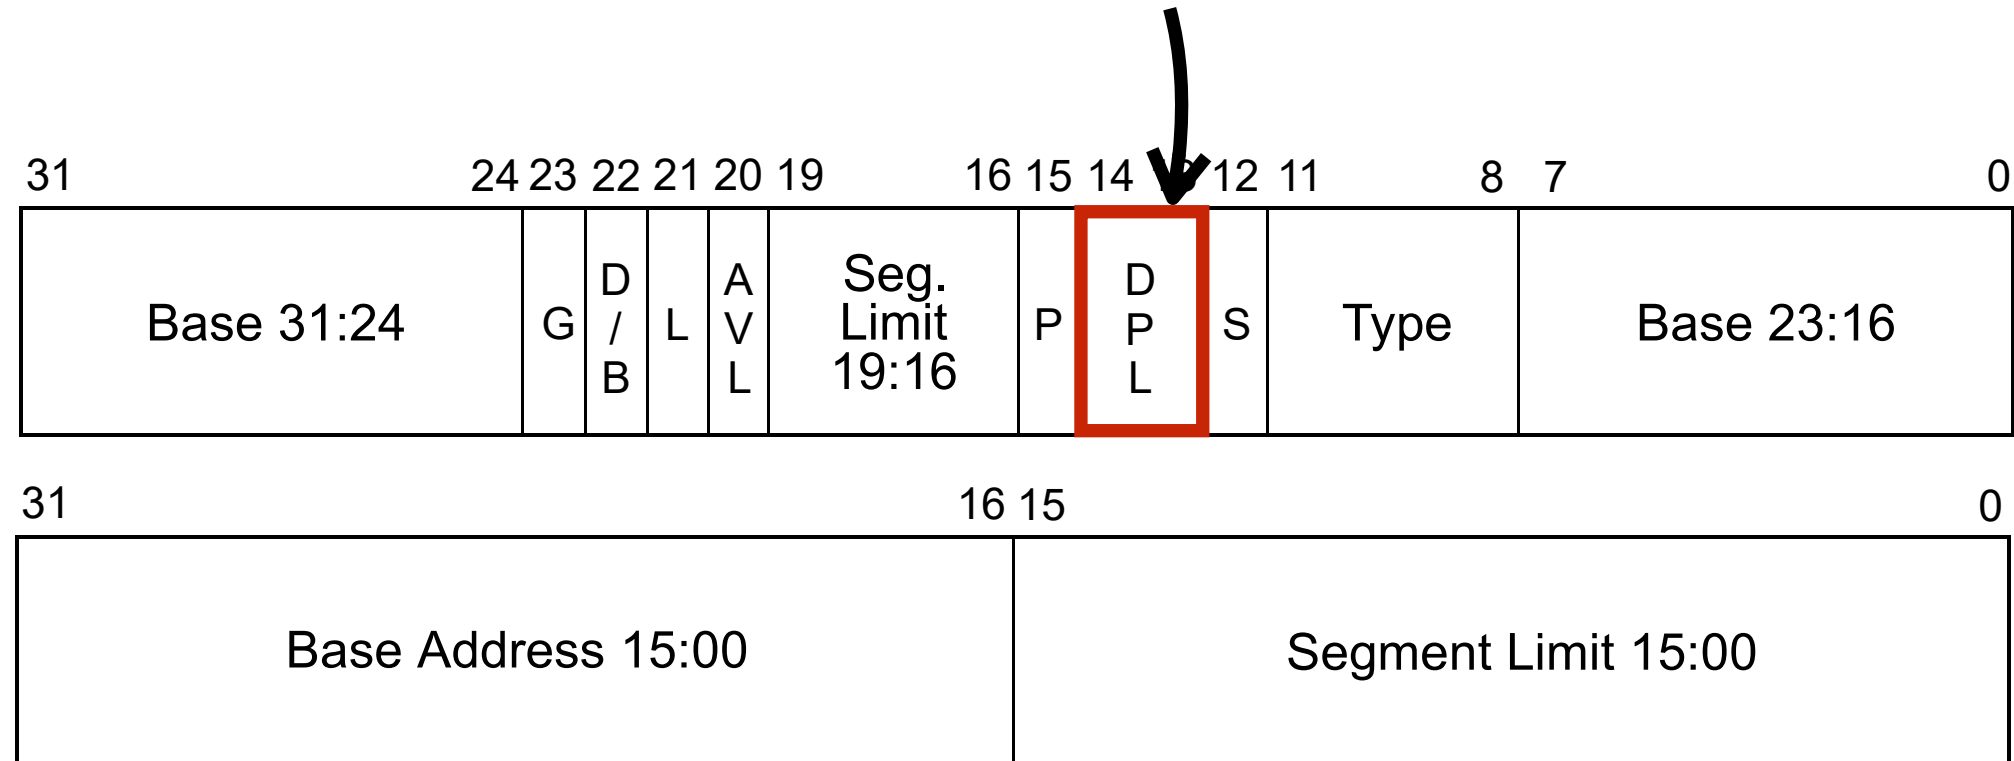 31 24 23 22 21 20 19 16 15 14 12 11 8 7 0
Base 31:24 G D/B L AVL Seg. Limit 19:16 P DPL S Type Base 23:16
31 16 15 0
Base Address 15:00 Segment Limit 15:00